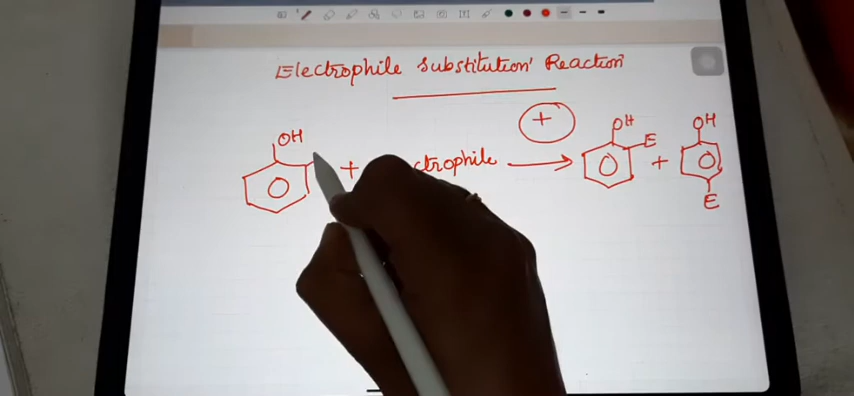 Electrophile Substitution Reaction
+
OH OH OH
E
+ ctrophile +
E